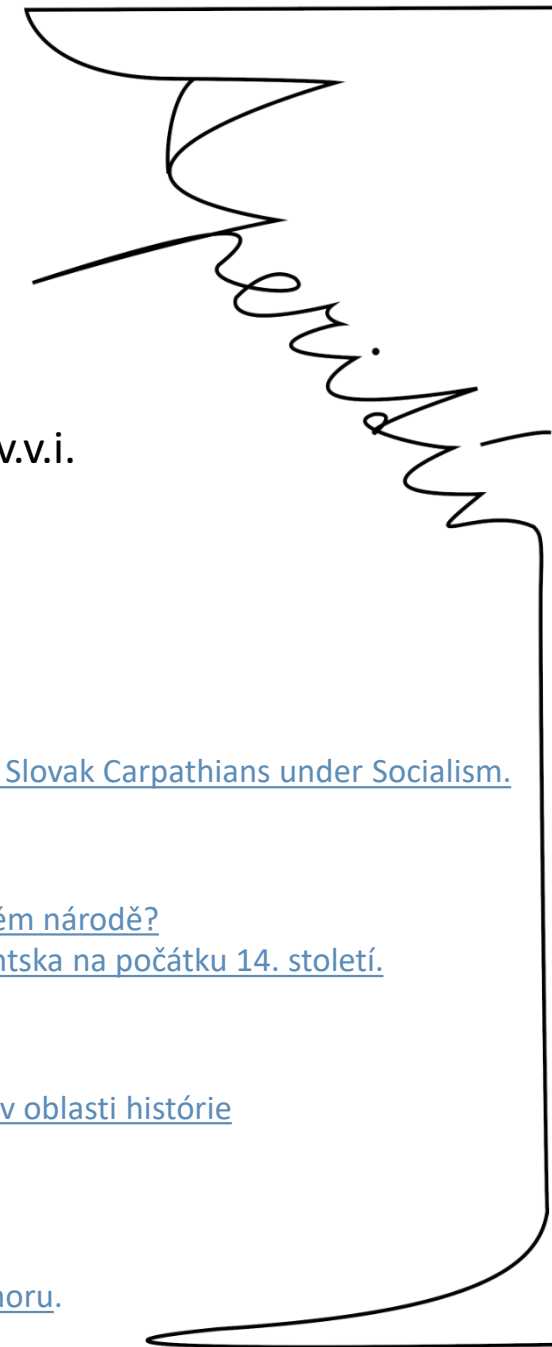 v.v.i.
Slovak Carpathians under Socialism.
ém národě?
ntska na počátku 14. století.
v oblasti histórie
noru.